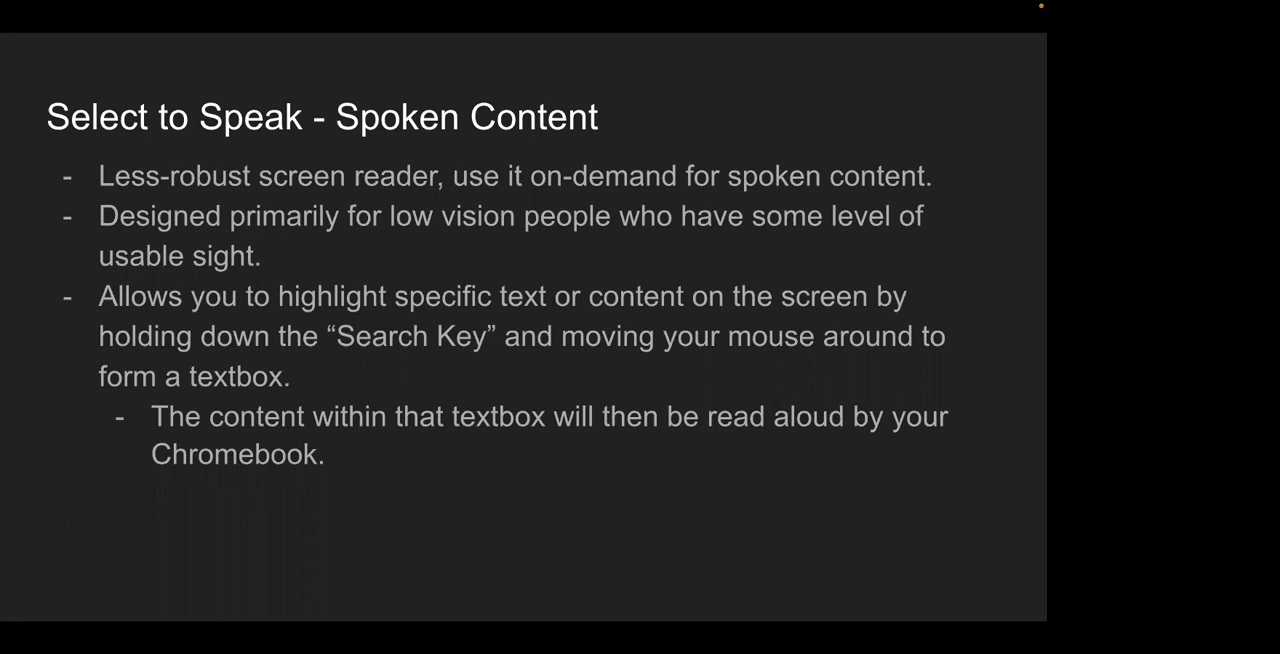 Select to Speak - Spoken Content
- Less-robust screen reader, use it on-demand for spoken content.
- Designed primarily for low vision people who have some level of
usable sight.
- Allows you to highlight specific text or content on the screen by
holding down the “Search Key” and moving your mouse around to
form a textbox.
- The content within that textbox will then be read aloud by your
Chromebook.